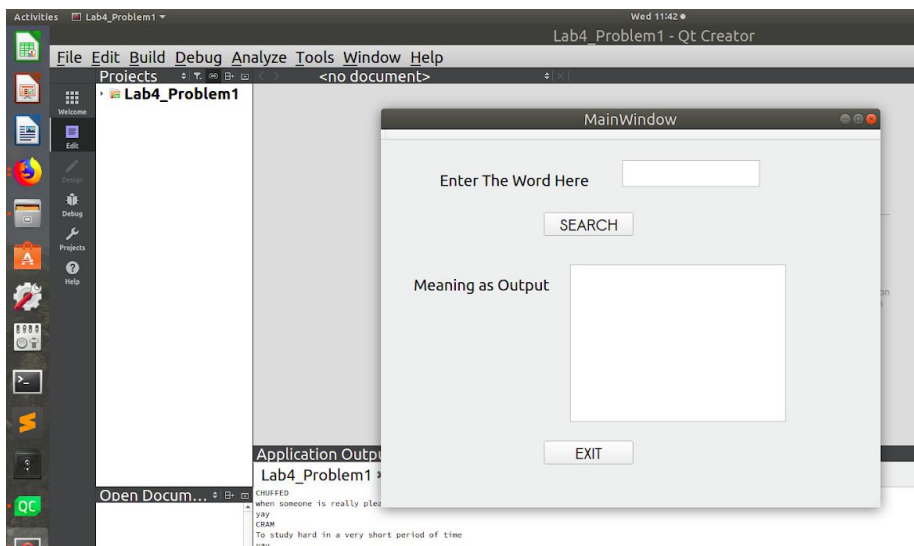 Activities Lab4_Problem1 Wed 11:42
Lab4_Problem1 - Qt Creator
File Edit Build Debug Analyze Tools Window Help
Projects <no document>
Lab4_Problem1
Welcome
Edit
Design
Debug
Projects
Help
MainWindow
Enter The Word Here
SEARCH
Meaning as Output
EXIT
Application Outp
Lab4_Problem1
CHUFFED
when someone is really plea
yay
CRAM
To study hard in a very short period of time
yay
Open Docum...
QC